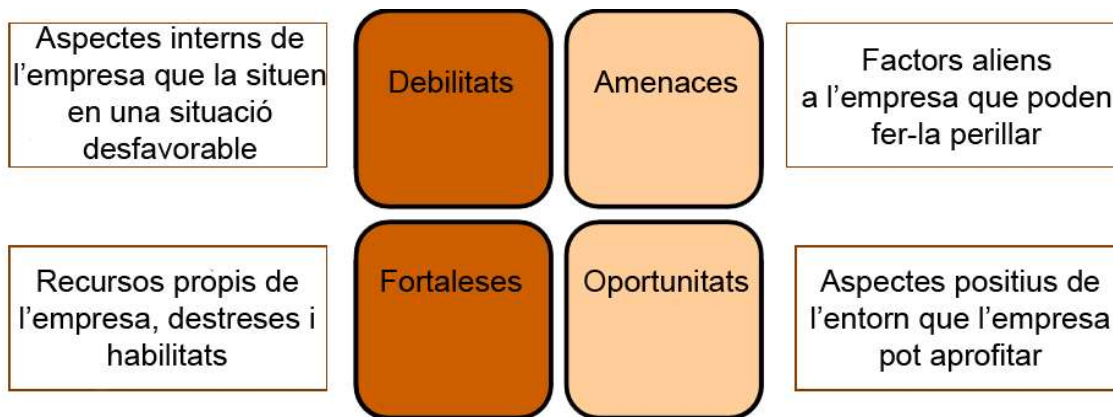 Aspectes interns de
l'empresa que la situen
en una situació
desfavorable
Debilitats
Amenaces
Factors aliens
a l'empresa que poden
fer-la perillar
Recursos propis de
l'empresa, destreses i
habilitats
Fortaleses
Oportunitats
Aspectes positius de
l'entorn que l'empresa
pot aprofitar